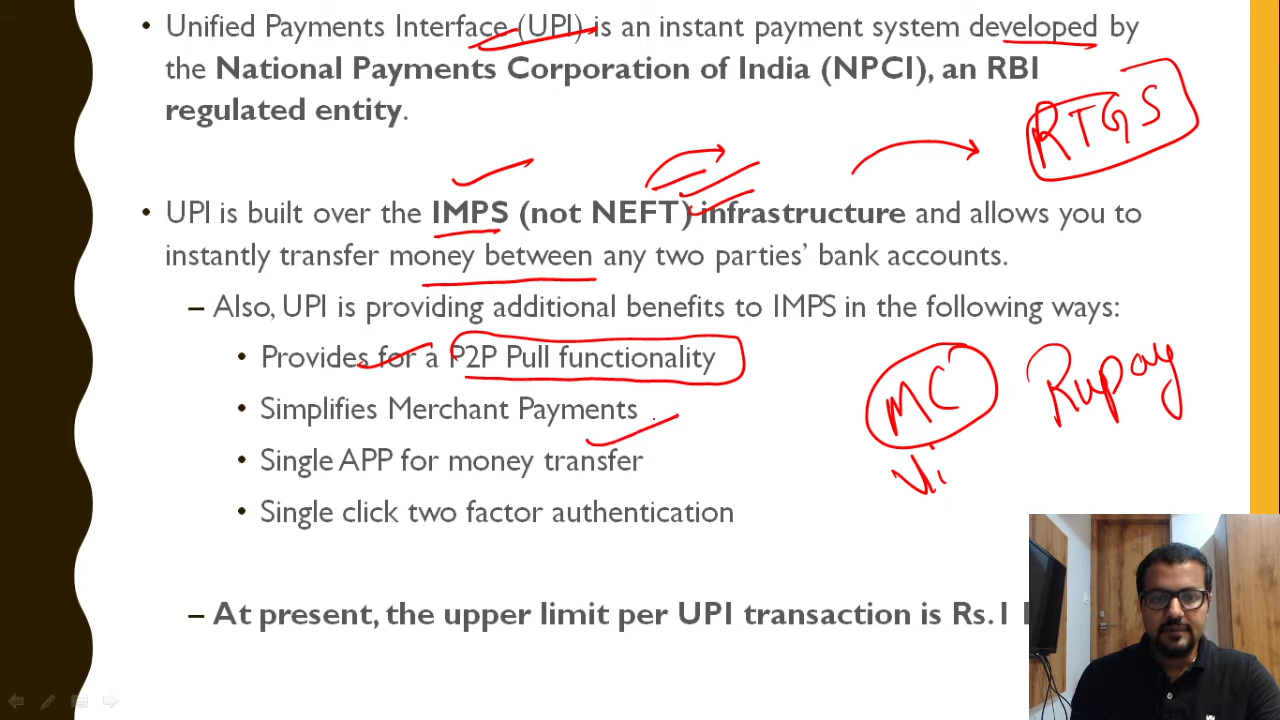 • Unified Payments Interface (UPI) is an instant payment system developed by
the National Payments Corporation of India (NPCI), an RBI
regulated entity.
RTGS
• UPI is built over the IMPS (not NEFT) infrastructure and allows you to
instantly transfer money between any two parties' bank accounts.
– Also, UPI is providing additional benefits to IMPS in the following ways:
• Provides for a P2P Pull functionality
MC Rupay
• Simplifies Merchant Payments
• Single APP for money transfer
Vi
• Single click two factor authentication
– At present, the upper limit per UPI transaction is Rs.1